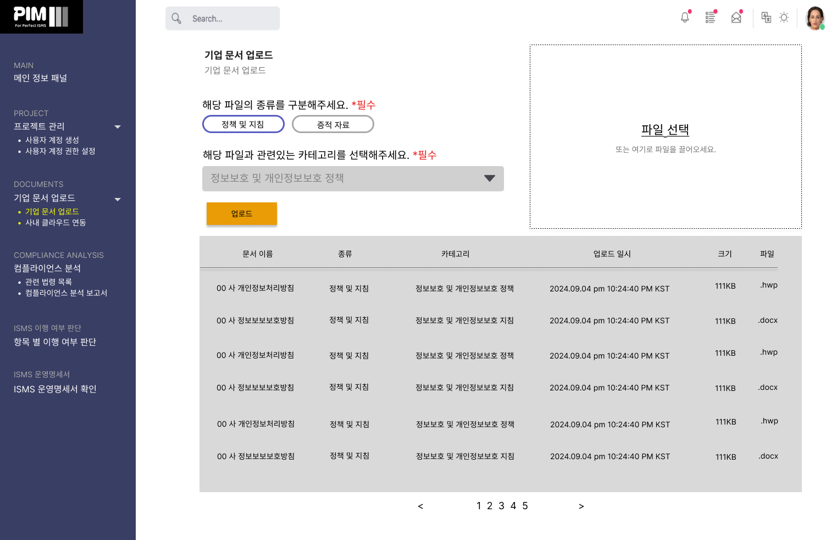 PIM
For Perfect ISMS
Search...
MAIN
메인 정보 패널
PROJECT
프로젝트 관리
• 사용자 계정 생성
• 사용자 계정 권한 설정
DOCUMENTS
기업 문서 업로드
• 기업 문서 업로드
• 사내 클라우드 연동
COMPLIANCE ANALYSIS
컴플라이언스 분석
• 관련 법령 목록
• 컴플라이언스 분석 보고서
ISMS 이행 여부 판단
항목 별 이행 여부 판단
ISMS 운영명세서
ISMS 운영명세서 확인
기업 문서 업로드
기업 문서 업로드
해당 파일의 종류를 구분해주세요. *필수
정책 및 지침 증적 자료
해당 파일과 관련있는 카테고리를 선택해주세요. *필수
정보보호 및 개인정보보호 정책
업로드
파일 선택
또는 여기로 파일을 끌어오세요.
문서 이름 종류 카테고리 업로드 일시 크기 파일
00 사 개인정보처리방침 정책 및 지침 정보보호 및 개인정보보호 정책 2024.09.04 pm 10:24:40 PM KST 111KB .hwp
00 사 정보보보보호방침 정책 및 지침 정보보호 및 개인정보보호 지침 2024.09.04 pm 10:24:40 PM KST 111KB .docx
00 사 개인정보처리방침 정책 및 지침 정보보호 및 개인정보보호 정책 2024.09.04 pm 10:24:40 PM KST 111KB .hwp
00 사 정보보보보호방침 정책 및 지침 정보보호 및 개인정보보호 지침 2024.09.04 pm 10:24:40 PM KST 111KB .docx
00 사 개인정보처리방침 정책 및 지침 정보보호 및 개인정보보호 정책 2024.09.04 pm 10:24:40 PM KST 111KB .hwp
00 사 정보보보보호방침 정책 및 지침 정보보호 및 개인정보보호 지침 2024.09.04 pm 10:24:40 PM KST 111KB .docx
< 1 2 3 4 5 >